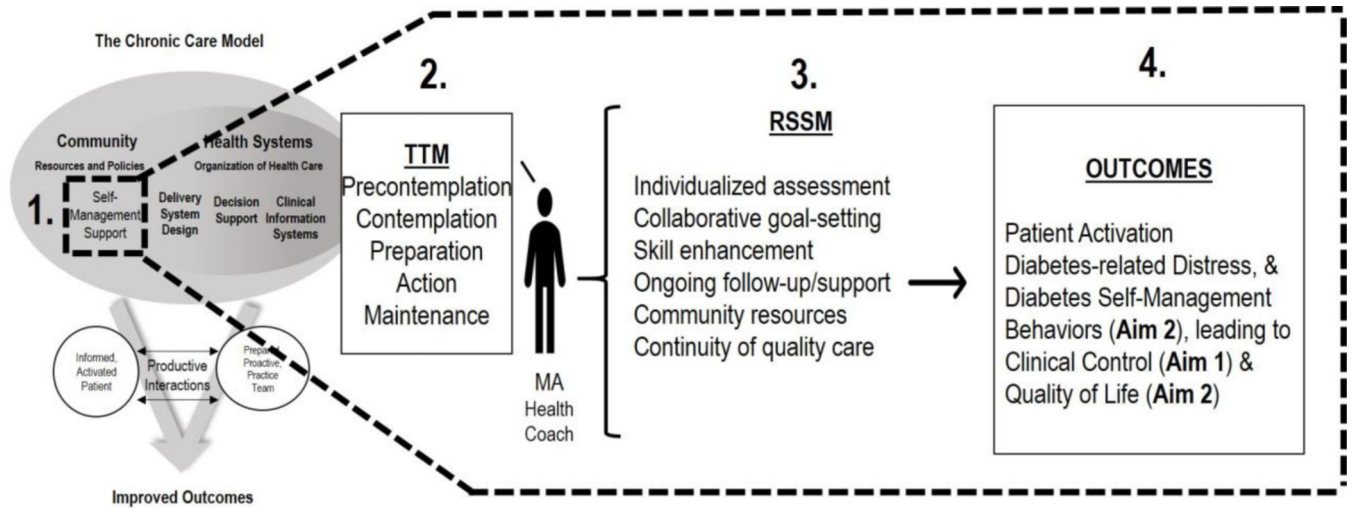 The Chronic Care Model
Community
Resources and Policies
Health Systems
Organization of Health Care
1.
Self-
Management
Support
Delivery
System
Design
Decision
Support
Clinical
Information
Systems
Informed,
Activated
Patient
Productive
Interactions
Prepared,
Proactive,
Practice
Team
Improved Outcomes
2.
TTM
Precontemplation
Contemplation
Preparation
Action
Maintenance
MA
Health
Coach
3.
RSSM
Individualized assessment
Collaborative goal-setting
Skill enhancement
Ongoing follow-up/support
Community resources
Continuity of quality care
4.
OUTCOMES
Patient Activation
Diabetes-related Distress, &
Diabetes Self-Management
Behaviors (Aim 2), leading to
Clinical Control (Aim 1) &
Quality of Life (Aim 2)